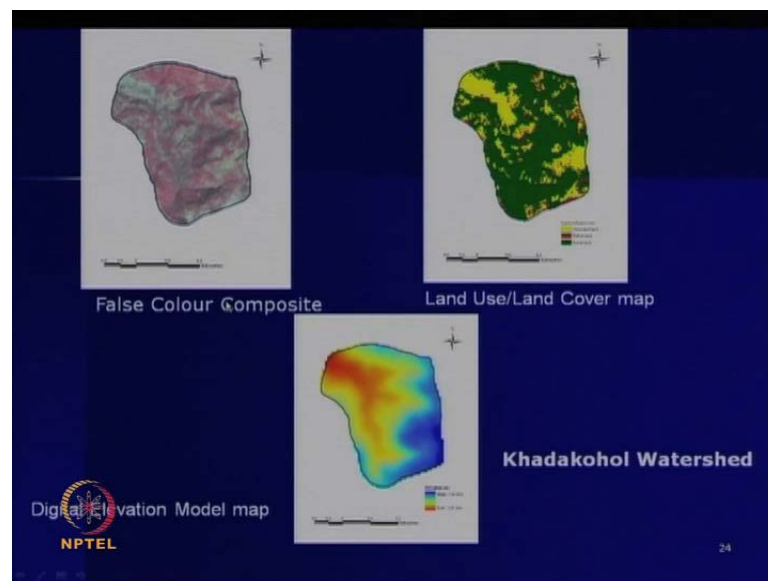 False Colour Composite
Land Use/Land Cover map
Digital Elevation Model map
Khadakohol Watershed
NPTEL
24